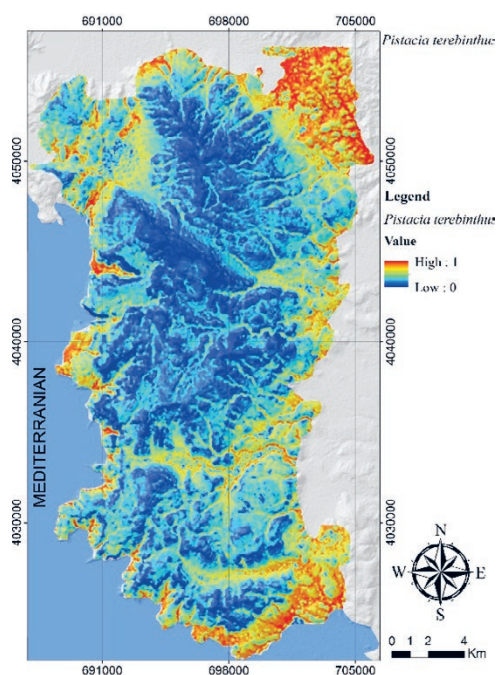 691000 698000 705000
Pistacia terebinthus
4050000 4050000
Legend
Pistacia terebinthus
Value
High : 1
Low : 0
4040000 4040000
MEDITERRANIAN
4030000 4030000
N
W E
S
0 1 2 4
Km
691000 698000 705000